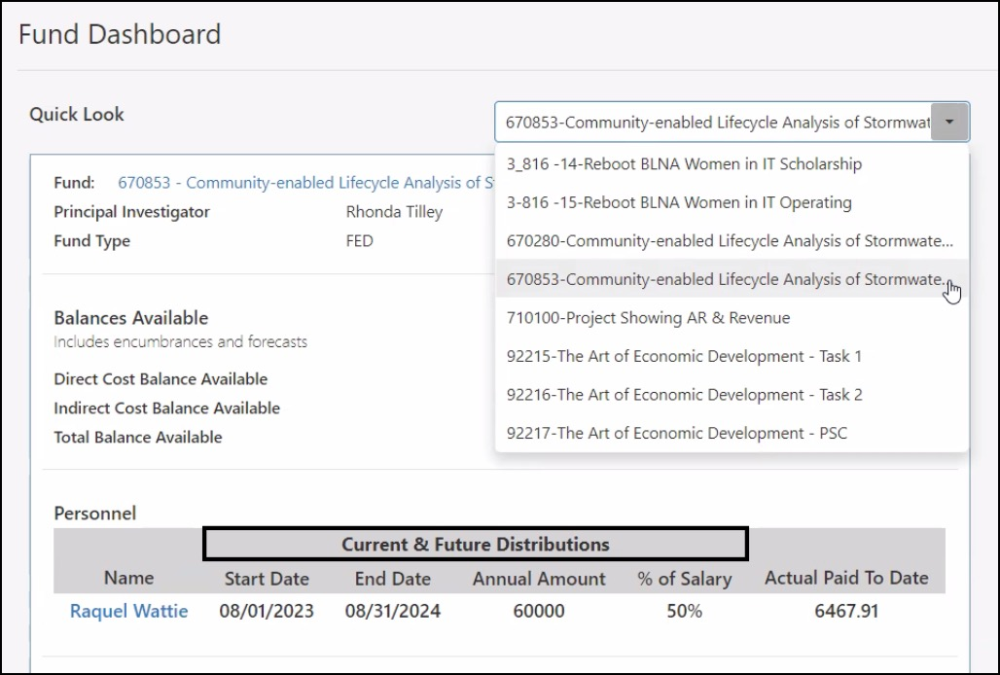 Fund Dashboard
Quick Look
670853-Community-enabled Lifecycle Analysis of Stormwat
3_816 -14-Reboot BLNA Women in IT Scholarship
3-816 -15-Reboot BLNA Women in IT Operating
670280-Community-enabled Lifecycle Analysis of Stormwate...
670853-Community-enabled Lifecycle Analysis of Stormwate...
710100-Project Showing AR & Revenue
92215-The Art of Economic Development - Task 1
92216-The Art of Economic Development - Task 2
92217-The Art of Economic Development - PSC
Fund: 670853 - Community-enabled Lifecycle Analysis of S
Principal Investigator Rhonda Tilley
Fund Type FED
Balances Available
Includes encumbrances and forecasts
Direct Cost Balance Available
Indirect Cost Balance Available
Total Balance Available
Personnel
Current & Future Distributions
Name Start Date End Date Annual Amount % of Salary Actual Paid To Date
Raquel Wattie 08/01/2023 08/31/2024 60000 50% 6467.91